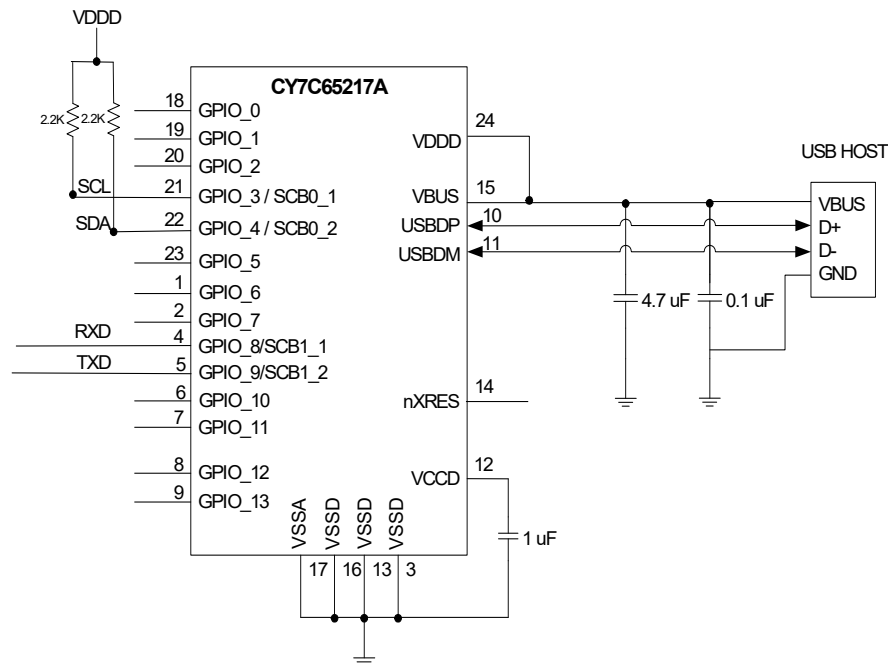 VDDD
2.2K
2.2K
SCL
SDA
RXD
TXD
CY7C65217A
18 GPIO_0
19 GPIO_1
20 GPIO_2
21 GPIO_3 / SCB0_1
22 GPIO_4 / SCB0_2
23 GPIO_5
1 GPIO_6
2 GPIO_7
4 GPIO_8/SCB1_1
5 GPIO_9/SCB1_2
6 GPIO_10
7 GPIO_11
8 GPIO_12
9 GPIO_13
VDDD 24
VBUS 15
USBDP 10
USBDM 11
nXRES 14
VCCD 12
VSSA
VSSD
VSSD
VSSD
17 16 13 3
1 uF
4.7 uF
0.1 uF
USB HOST
VBUS
D+
D-
GND